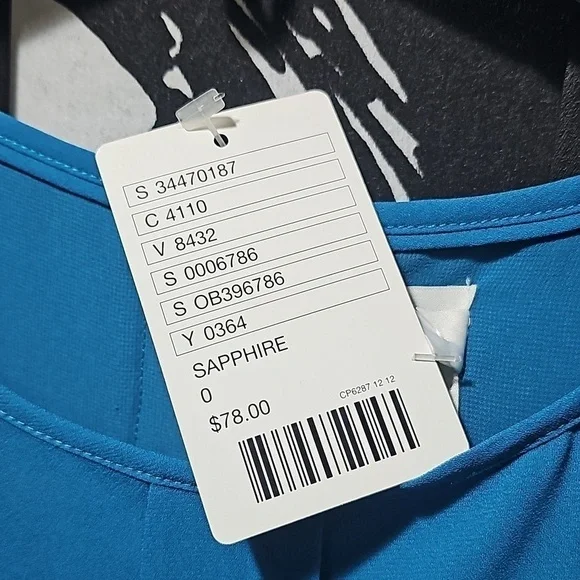 S 34470187
C 4110
V 8432
S 0006786
S OB396786
Y 0364
SAPPHIRE
0
$78.00
CP6287 12 12